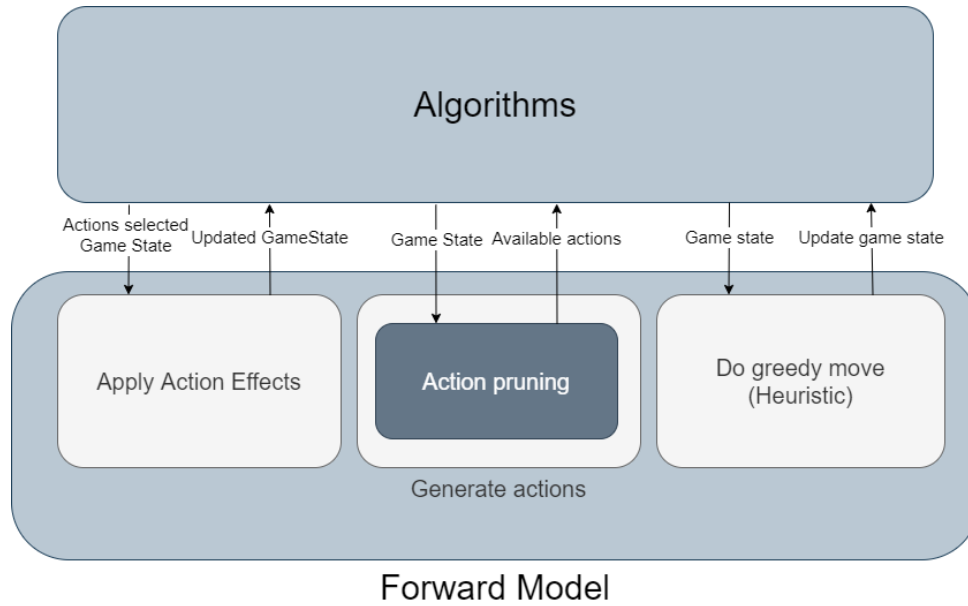 Algorithms
Actions selected
Game State
Updated GameState
Game State
Available actions
Game state
Update game state
Apply Action Effects
Action pruning
Do greedy move
(Heuristic)
Generate actions
Forward Model